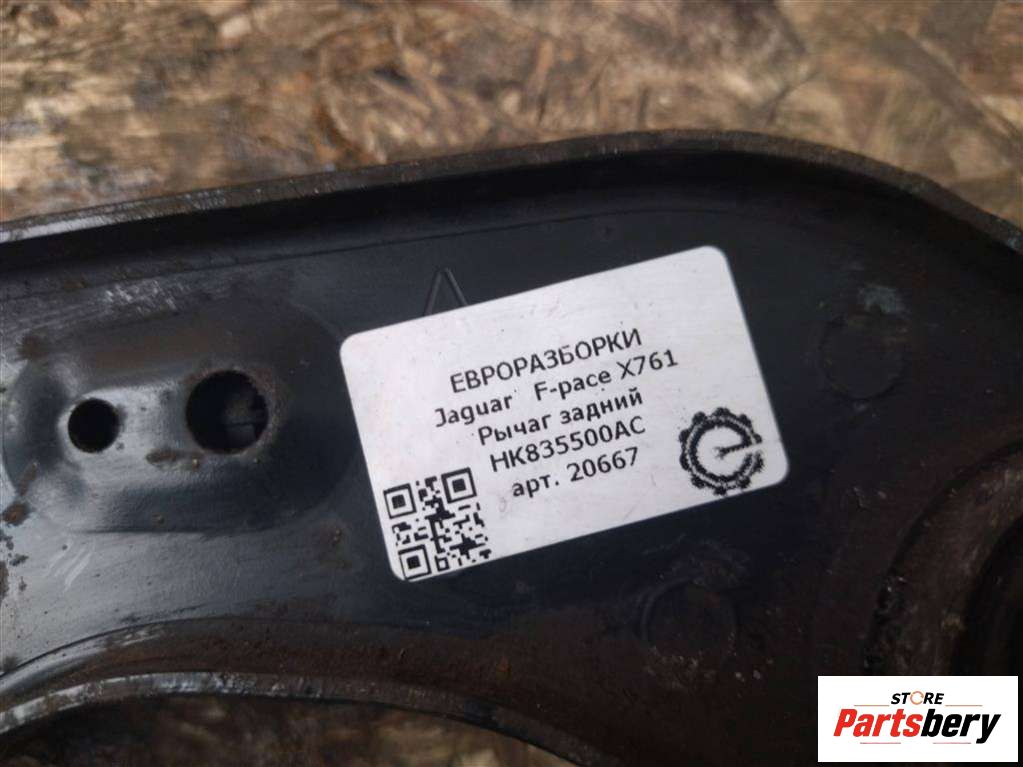 ЕВРОРАЗБОРКИ
Jaguar F-pace X761
Рычаг задний
HK835500AC
арт. 20667
STORE
Partsbery